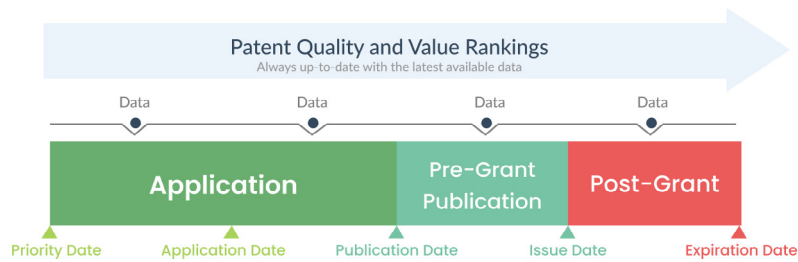 Patent Quality and Value Rankings
Always up-to-date with the latest available data
Data Data Data Data
Application
Pre-Grant
Publication
Post-Grant
Priority Date Application Date Publication Date Issue Date Expiration Date